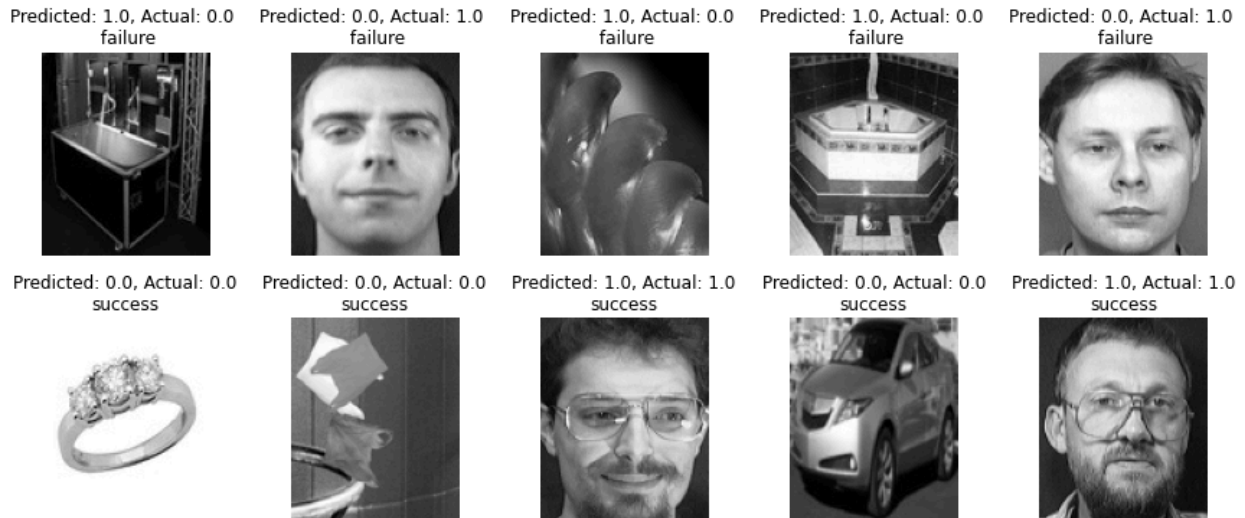 Predicted: 1.0, Actual: 0.0
failure
Predicted: 0.0, Actual: 1.0
failure
Predicted: 1.0, Actual: 0.0
failure
Predicted: 1.0, Actual: 0.0
failure
Predicted: 0.0, Actual: 1.0
failure
Predicted: 0.0, Actual: 0.0
success
Predicted: 0.0, Actual: 0.0
success
Predicted: 1.0, Actual: 1.0
success
Predicted: 0.0, Actual: 0.0
success
Predicted: 1.0, Actual: 1.0
success